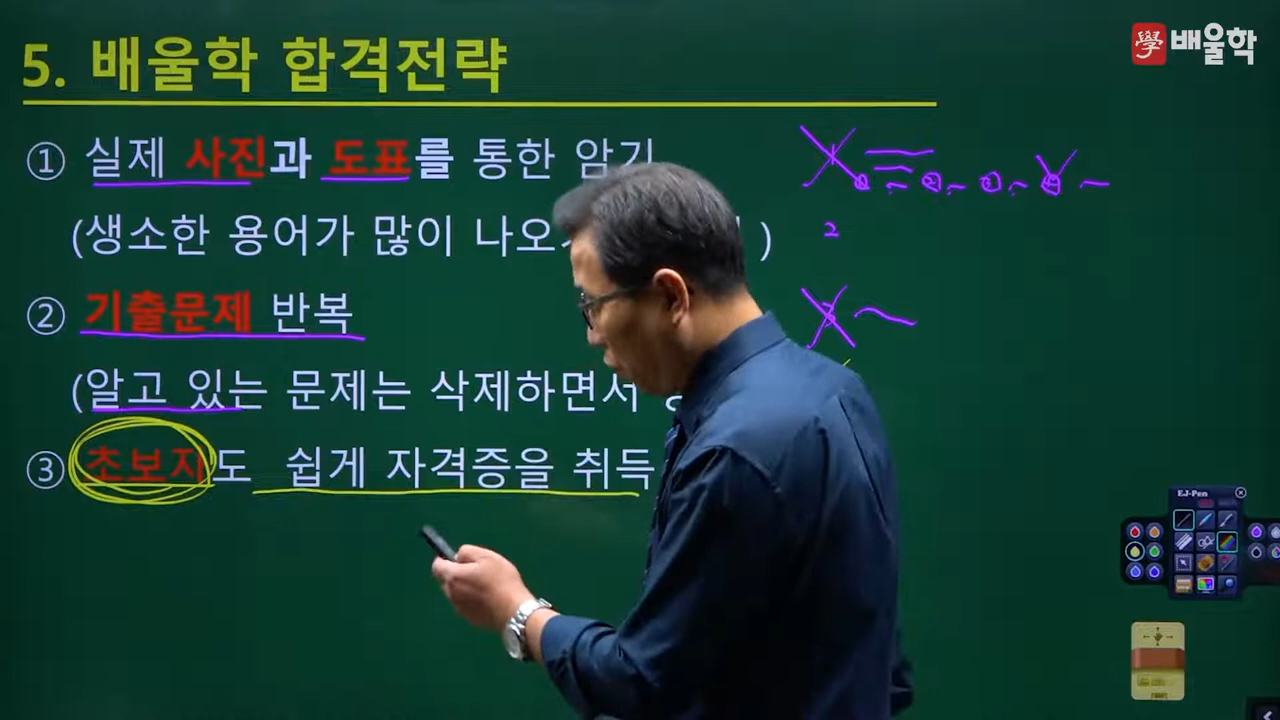 學 배울학
5. 배울학 합격전략
① 실제 사진과 도표를 통한 암기
(생소한 용어가 많이 나오 )
② 기출문제 반복
(알고 있는 문제는 삭제하면서
③ 초보자도 쉽게 자격증을 취득
2
EJ-Pen